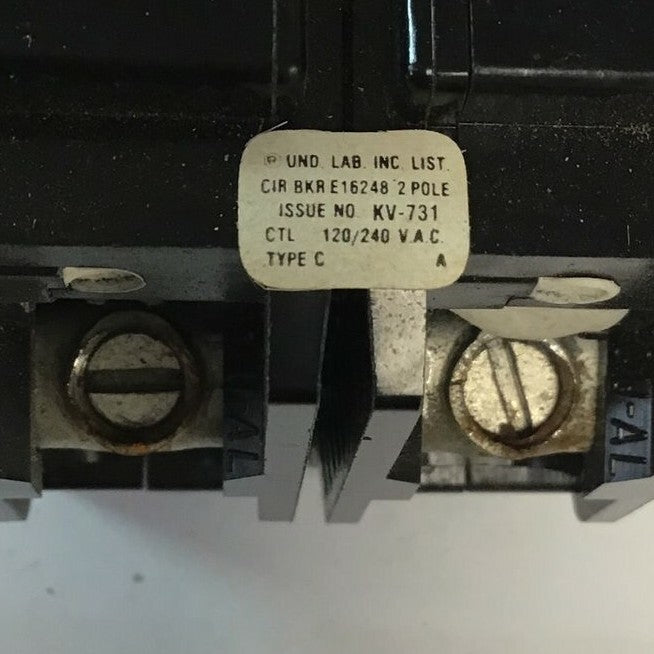 UND. LAB. INC. LIST.
CIR BKR E16248 2 POLE
ISSUE NO. KV-731
CTL 120/240 V.A.C.
TYPE C A
-AL
-AL